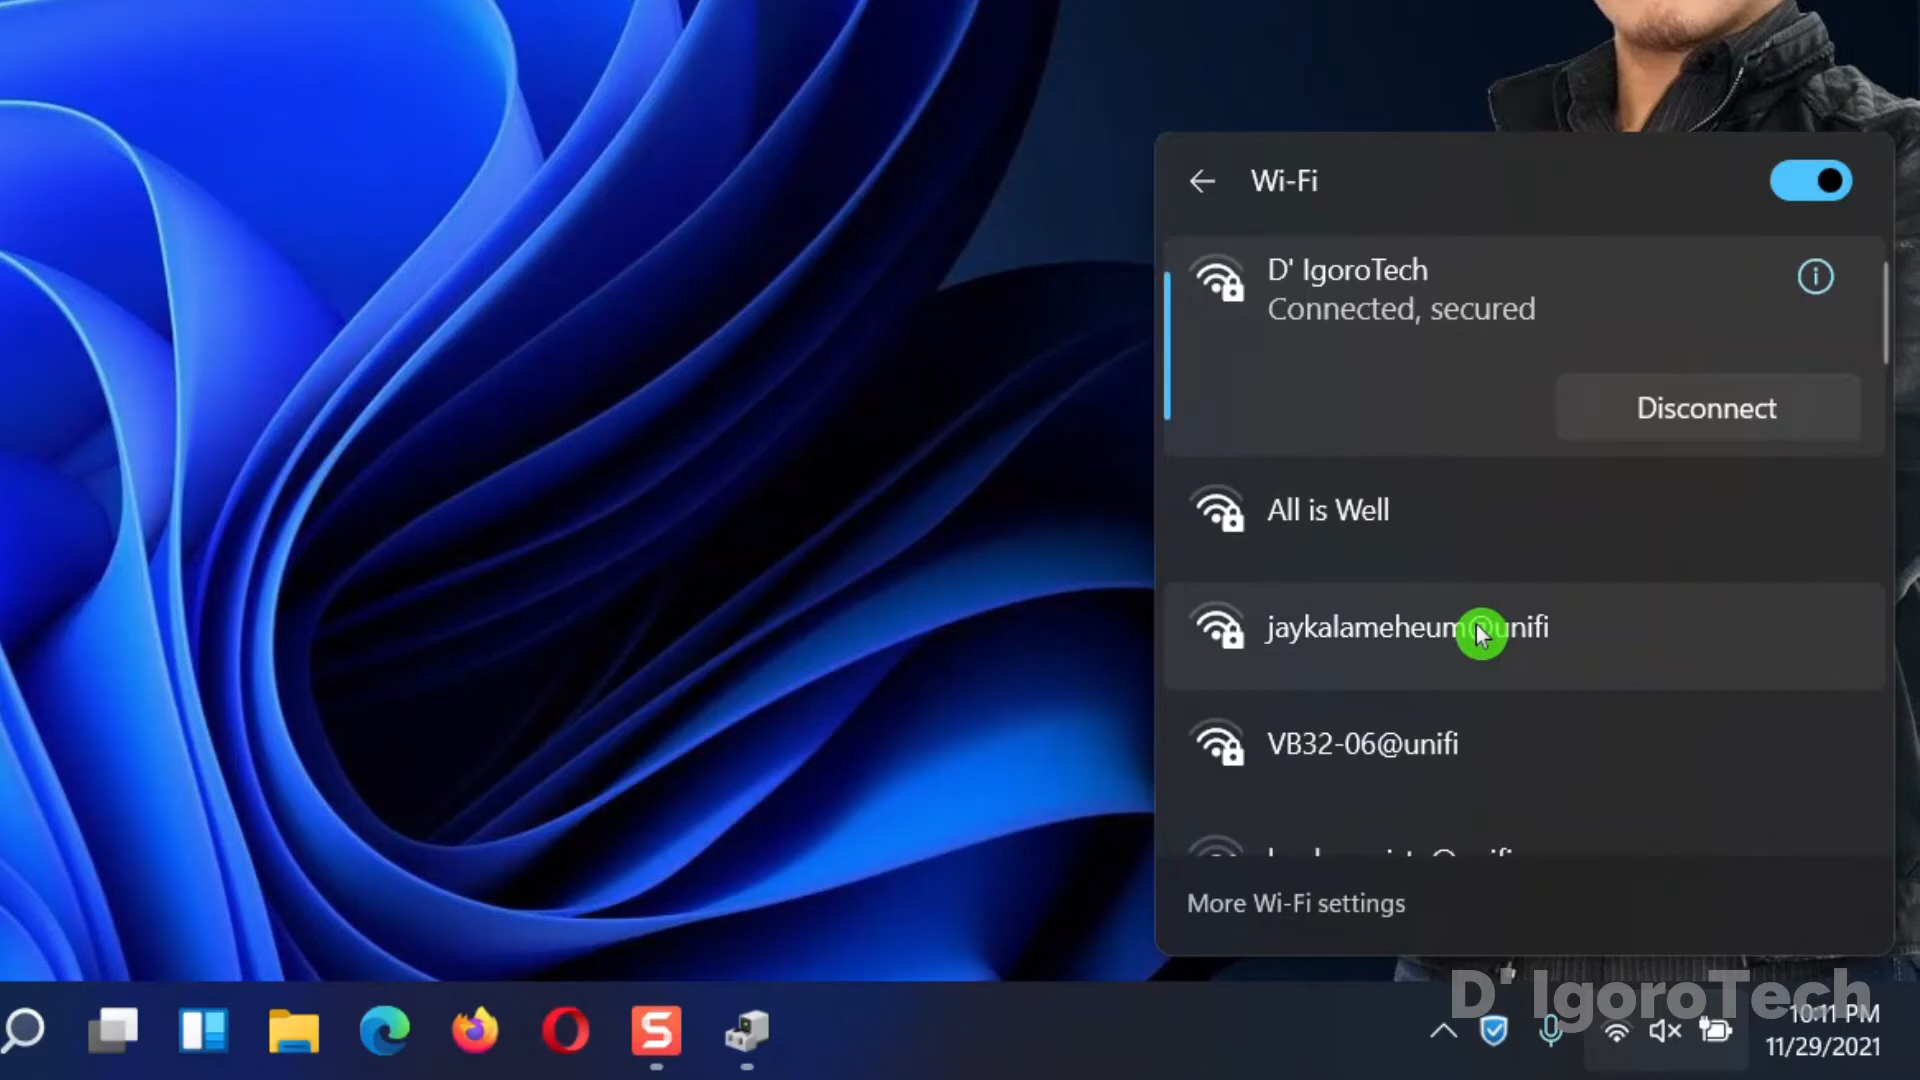 Wi-Fi
D' IgoroTech
Connected, secured
Disconnect
All is Well
jaykalameheum@unifi
VB32-06@unifi
More Wi-Fi settings
D' IgoroTech
10:11 PM
11/29/2021
S